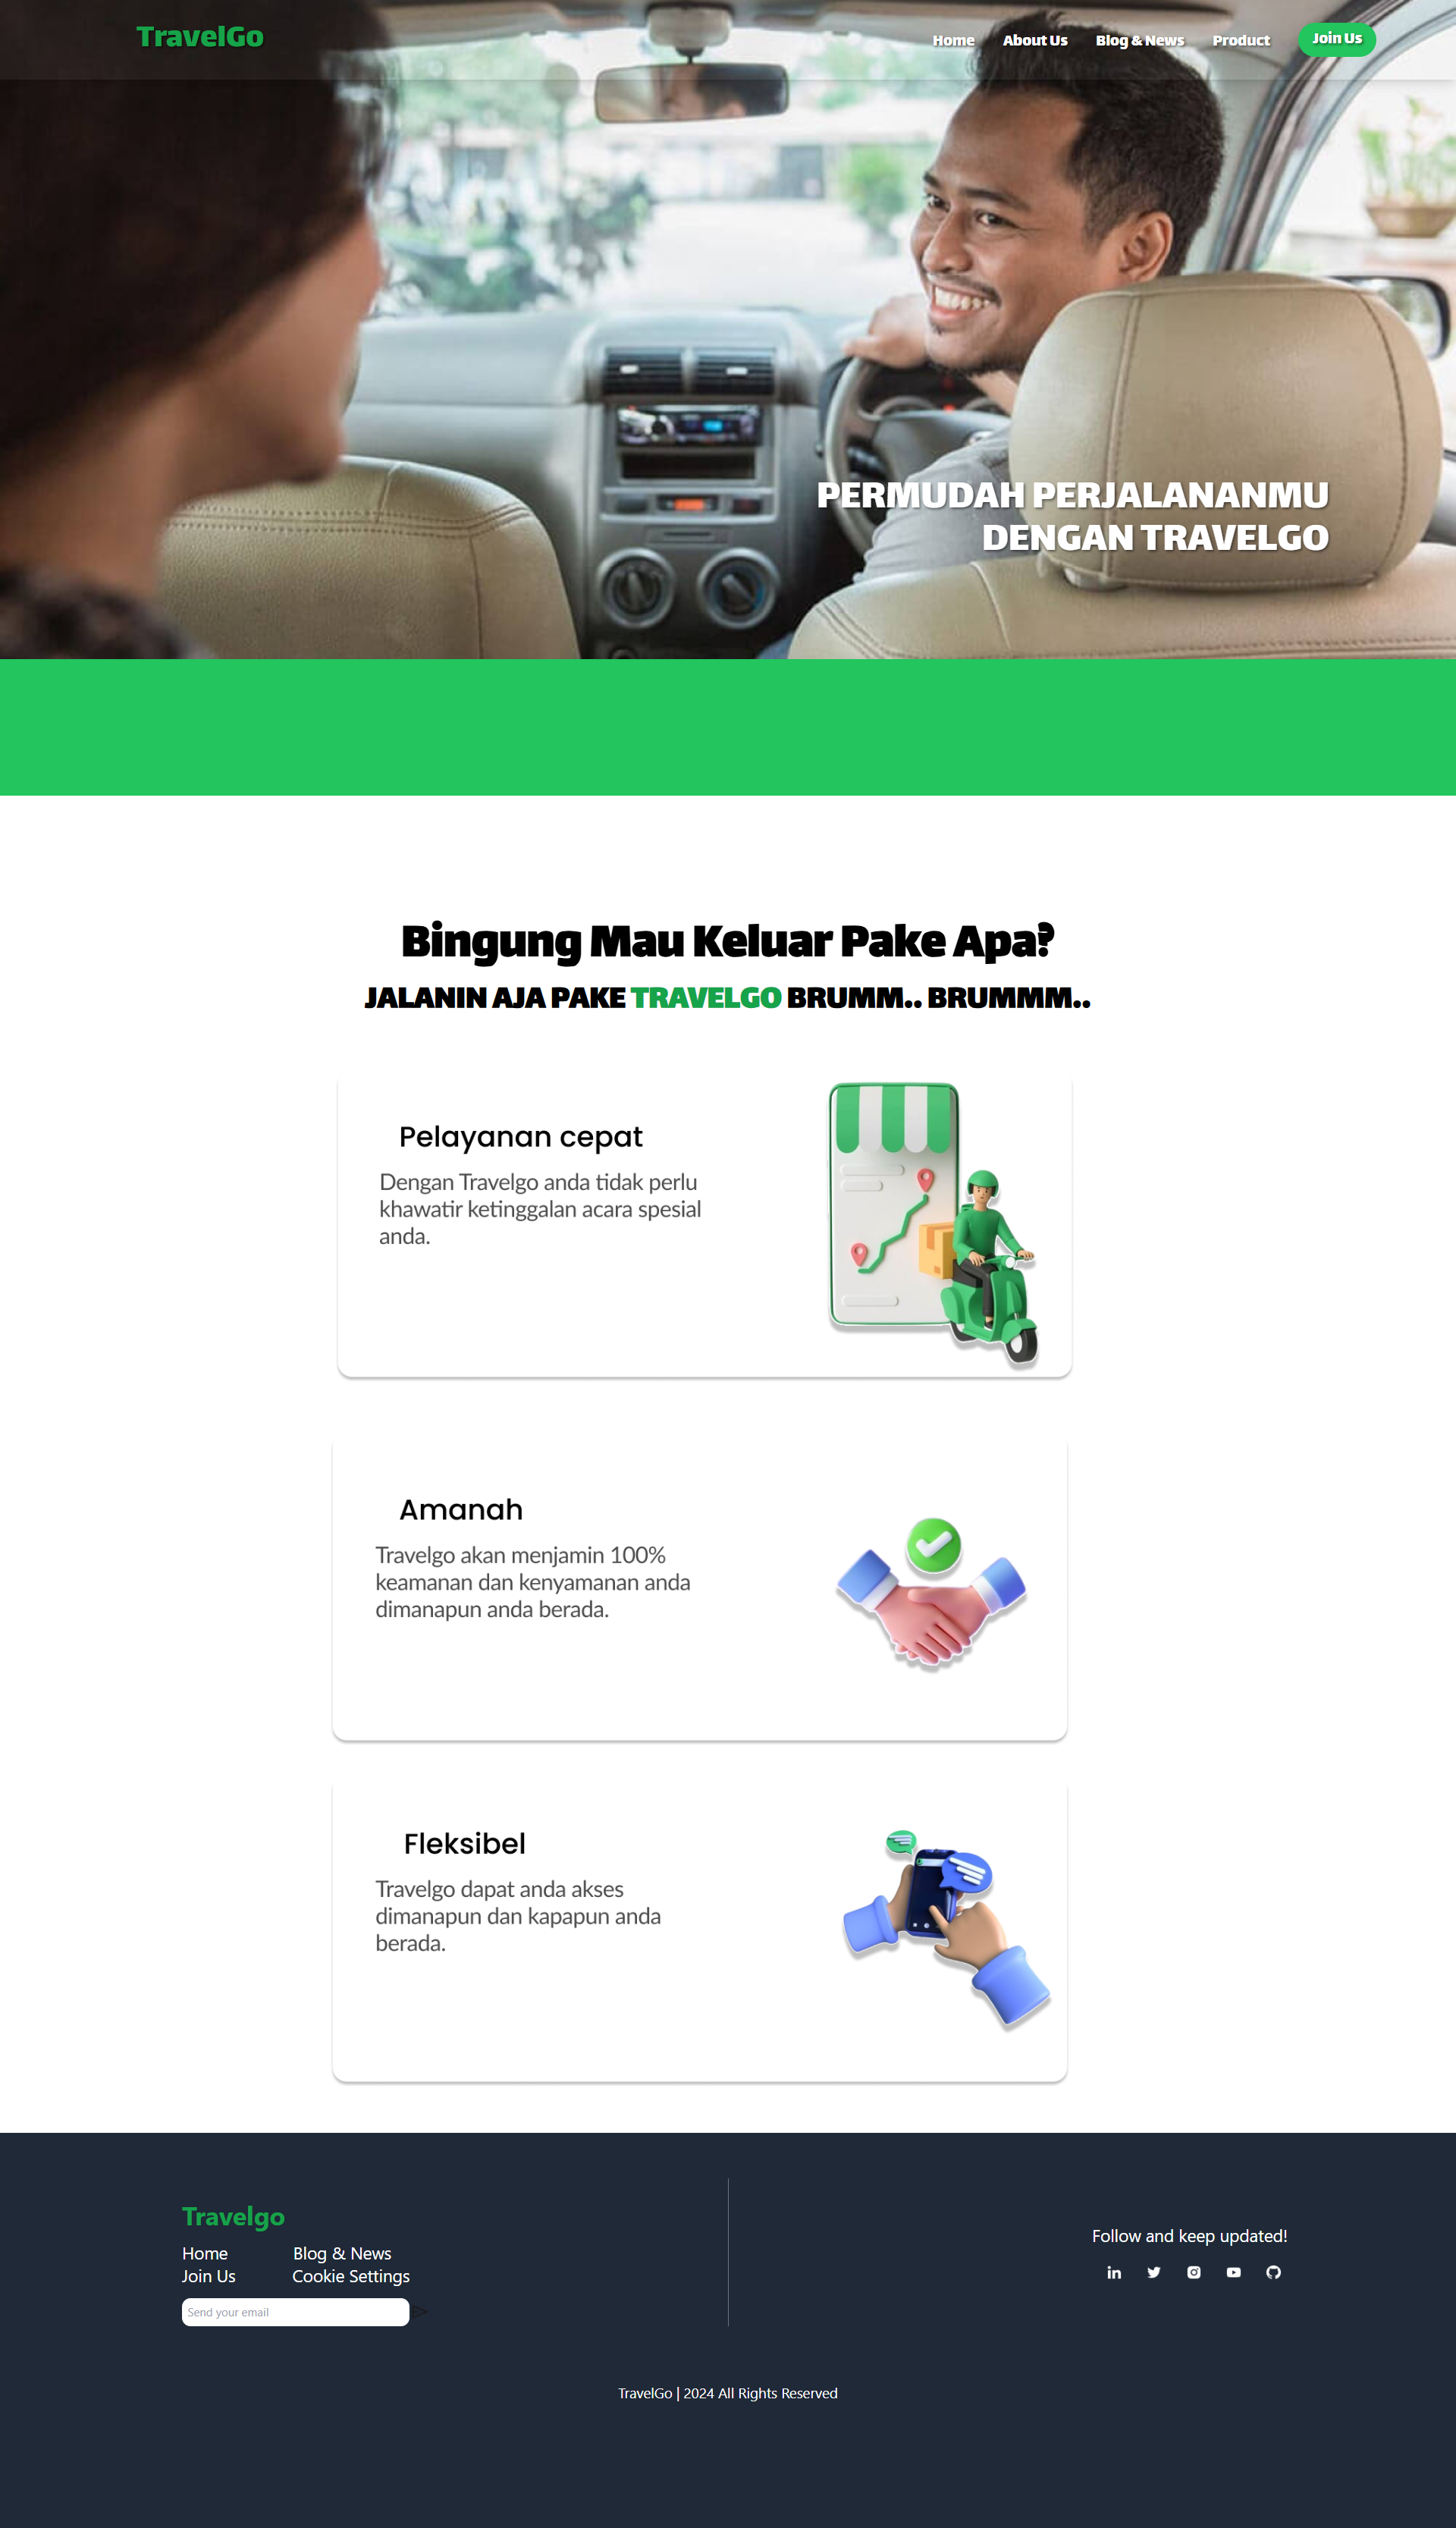 TravelGo
Home
About Us
Blog & News
Product
Join Us
PERMUDAH PERJALANANMU
DENGAN TRAVELGO
Bingung Mau Keluar Pake Apa?
JALANIN AJA PAKE TRAVELGO BRUMM.. BRUMMM..
Pelayanan cepat
Dengan Travelgo anda tidak perlu
khawatir ketinggalan acara spesial
anda.
Amanah
Travelgo akan menjamin 100%
keamanan dan kenyamanan anda
dimanapun anda berada.
Fleksibel
Travelgo dapat anda akses
dimanapun dan kapapun anda
berada.
Travelgo
Home
Blog & News
Join Us
Cookie Settings
Send your email
Follow and keep updated!
TravelGo | 2024 All Rights Reserved